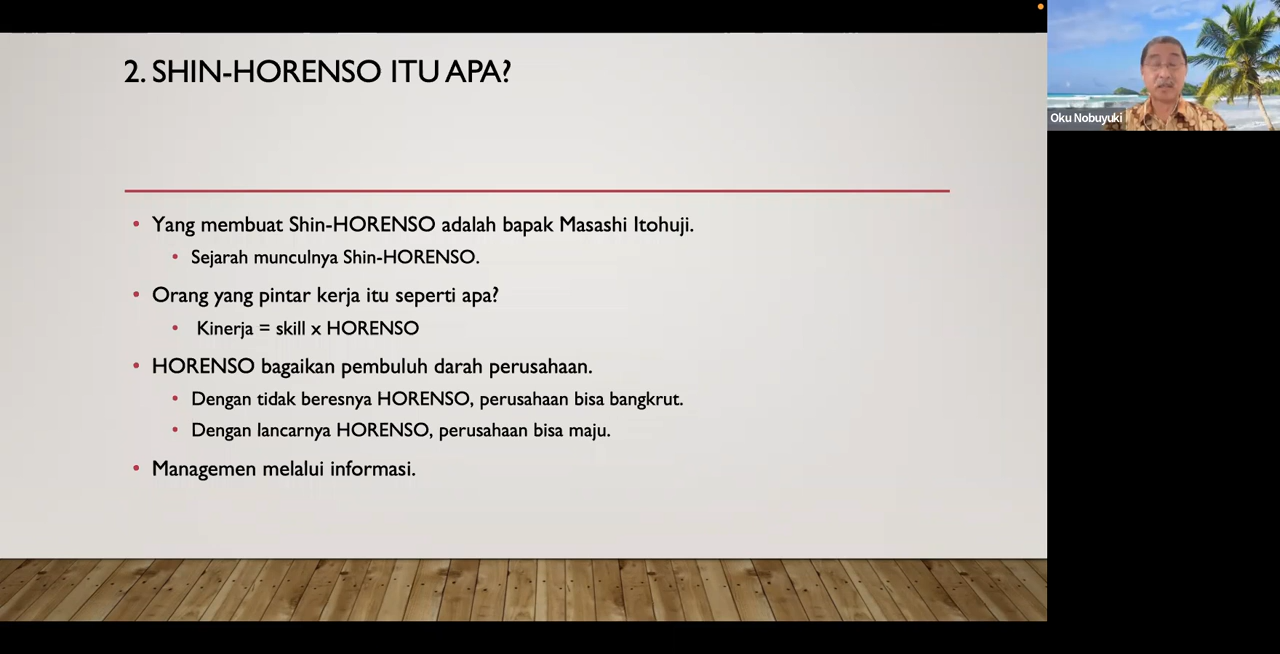 2. SHIN-HORENSO ITU APA?
Oku Nobuyuki
• Yang membuat Shin-HORENSO adalah bapak Masashi Itohuji.
• Sejarah munculnya Shin-HORENSO.
• Orang yang pintar kerja itu seperti apa?
• Kinerja = skill x HORENSO
• HORENSO bagaikan pembuluh darah perusahaan.
• Dengan tidak beresnya HORENSO, perusahaan bisa bangkrut.
• Dengan lancarnya HORENSO, perusahaan bisa maju.
• Managemen melalui informasi.